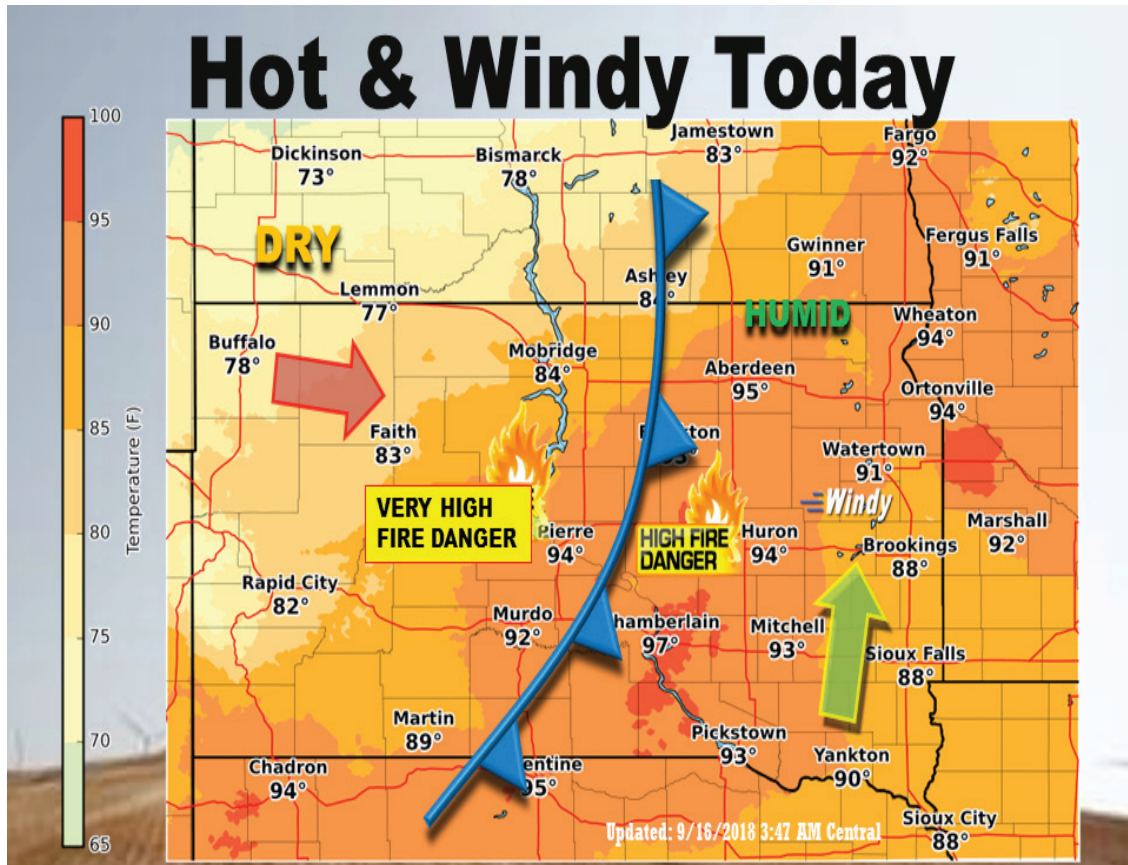 Hot & Windy Today
100
95
90
85
80
75
70
65
Temperature (F)
Jamestown
83°
Fargo
92°
Dickinson
73°
Bismarck
78°
DRY
Gwinner
91°
Fergus Falls
91°
Ashley
84°
Lemmon
77°
HUMID
Wheaton
94°
Buffalo
78°
Mobridge
84°
Aberdeen
95°
Ortonville
94°
Faith
83°
Watertown
91°
Windy
VERY HIGH
FIRE DANGER
Pierre
94°
HIGH FIRE
DANGER
Huron
94°
Marshall
92°
Brookings
88°
Rapid City
82°
Murdo
92°
hamberlain
97°
Mitchell
93°
Sioux Falls
88°
Martin
89°
Pickstown
93°
Yankton
90°
Chadron
94°
entine
95°
Sioux City
88°
Updated: 9/16/2018 3:47 AM Central